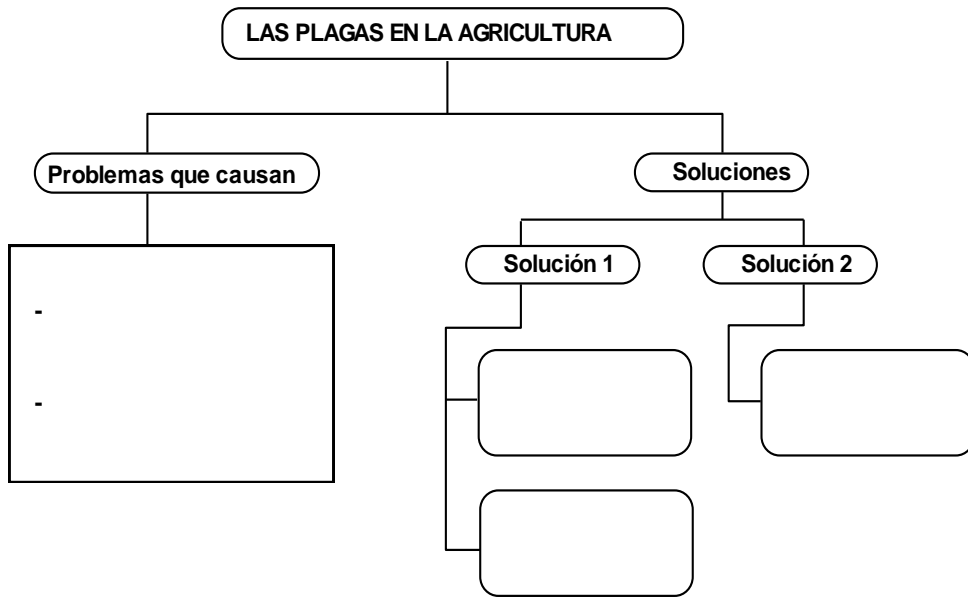 LAS PLAGAS EN LA AGRICULTURA
Problemas que causan
Soluciones
Solución 1
Solución 2
-
-